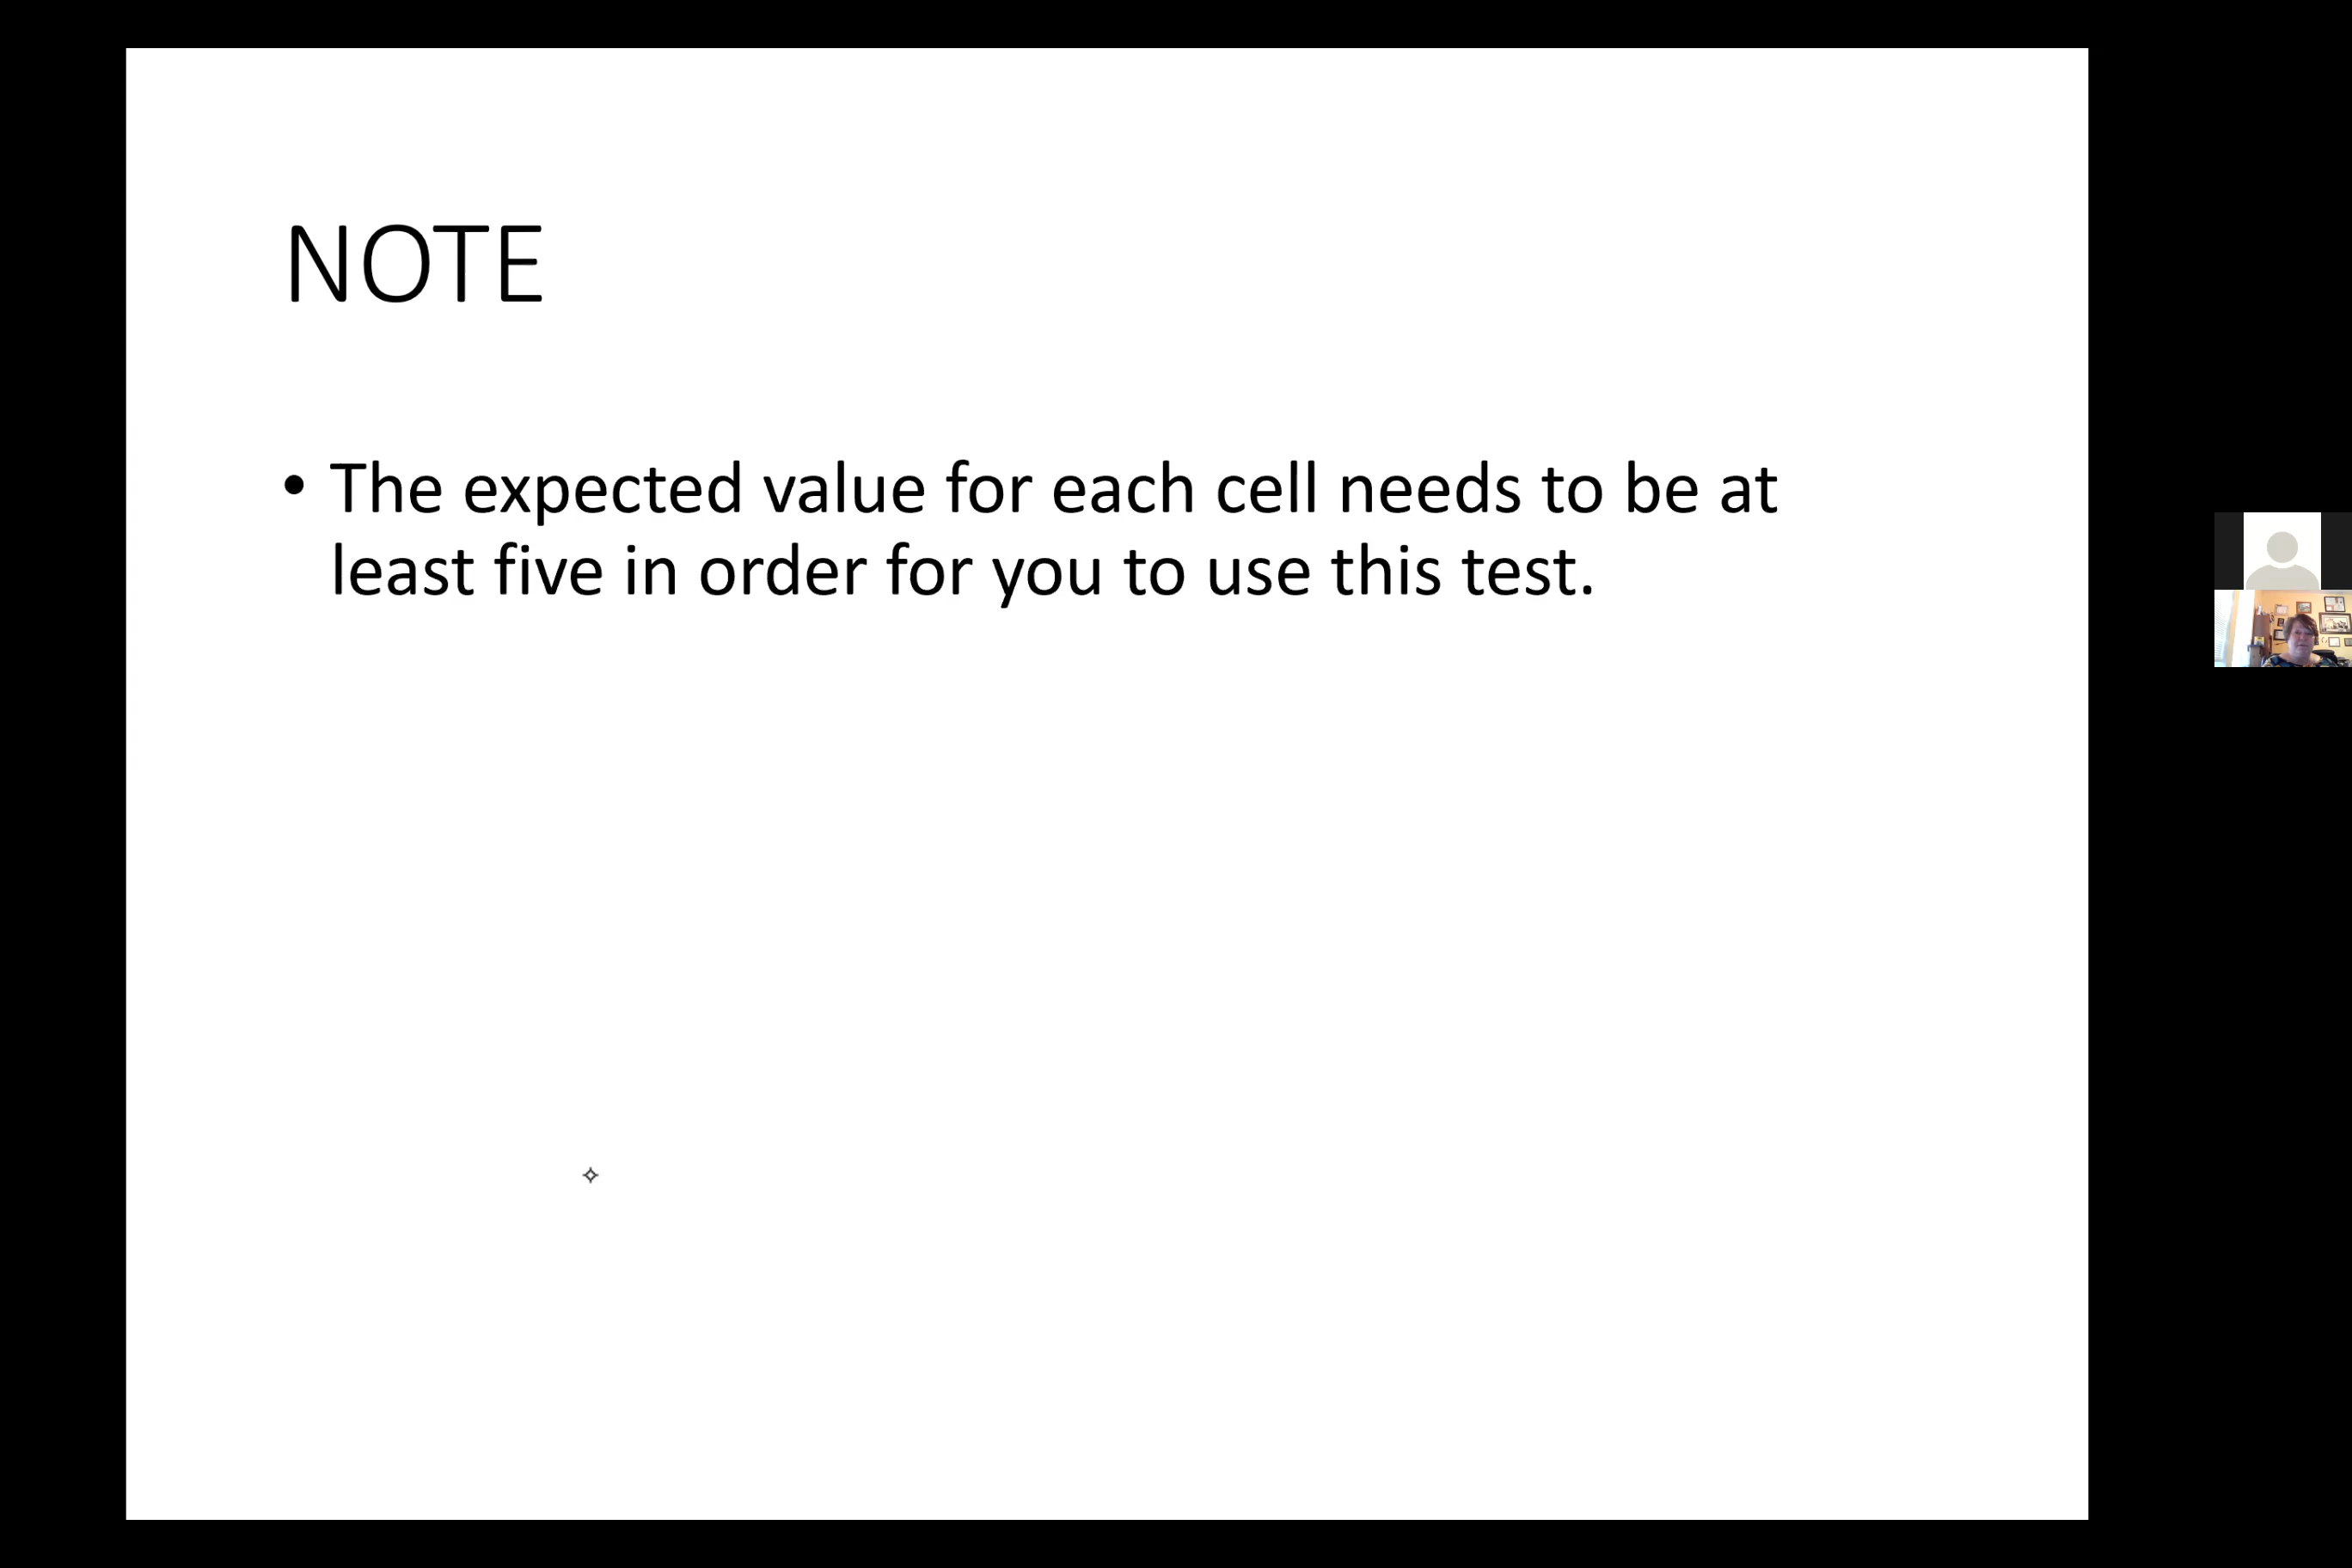 NOTE
• The expected value for each cell needs to be at
least five in order for you to use this test.